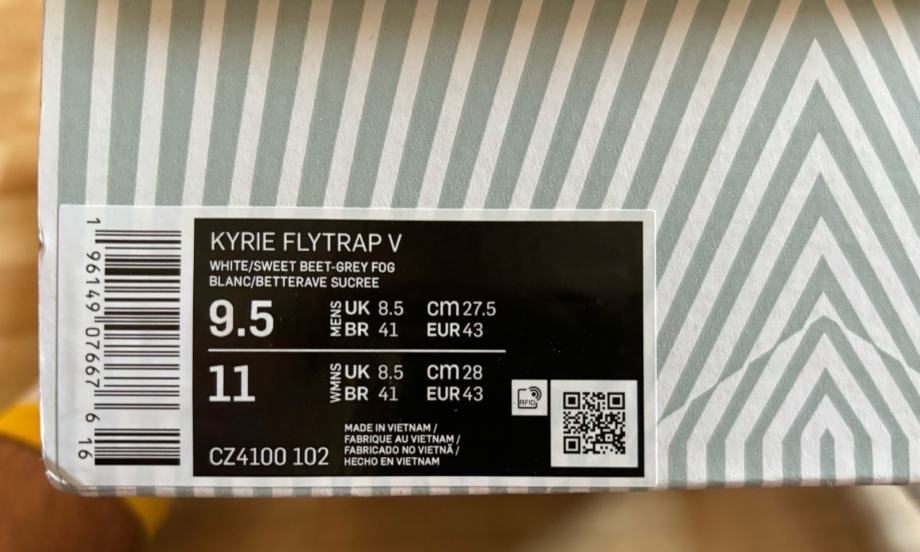 KYRIE FLYTRAP V
WHITE/SWEET BEET-GREY FOG
BLANC/BETTERAVE SUCREE
9.5 MENS UK 8.5 cm 27.5
BR 41 EUR 43
11 WMNS UK 8.5 cm 28
BR 41 EUR 43
RFID
CZ4100 102
MADE IN VIETNAM /
FABRIQUE AU VIETNAM /
FABRICADO NO VIETNÃ /
HECHO EN VIETNAM
1 96149 07667 6 16